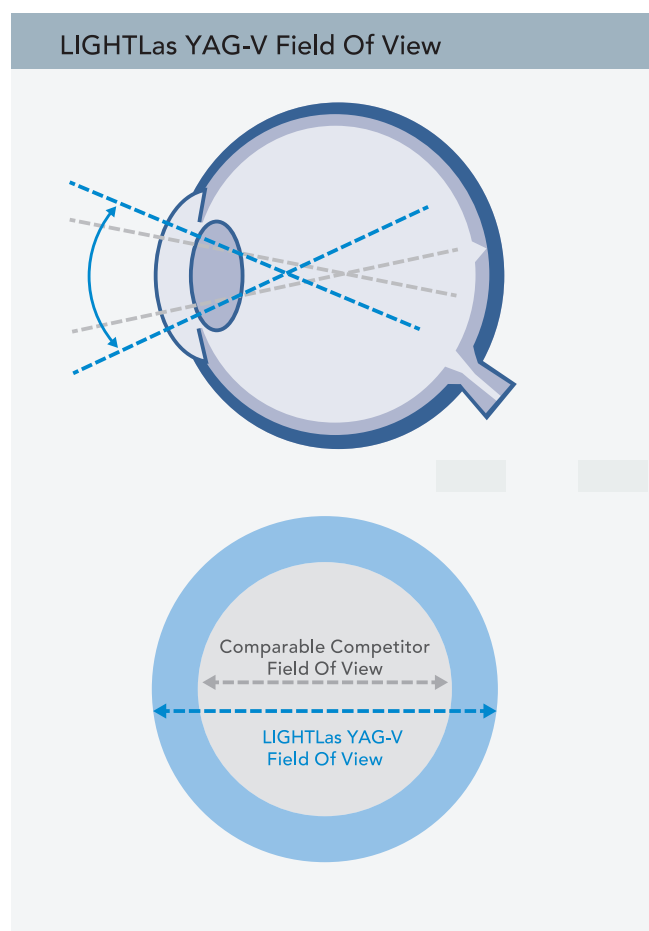 LIGHTLas YAG-V Field Of View
Comparable Competitor
Field Of View
LIGHTLas YAG-V
Field Of View